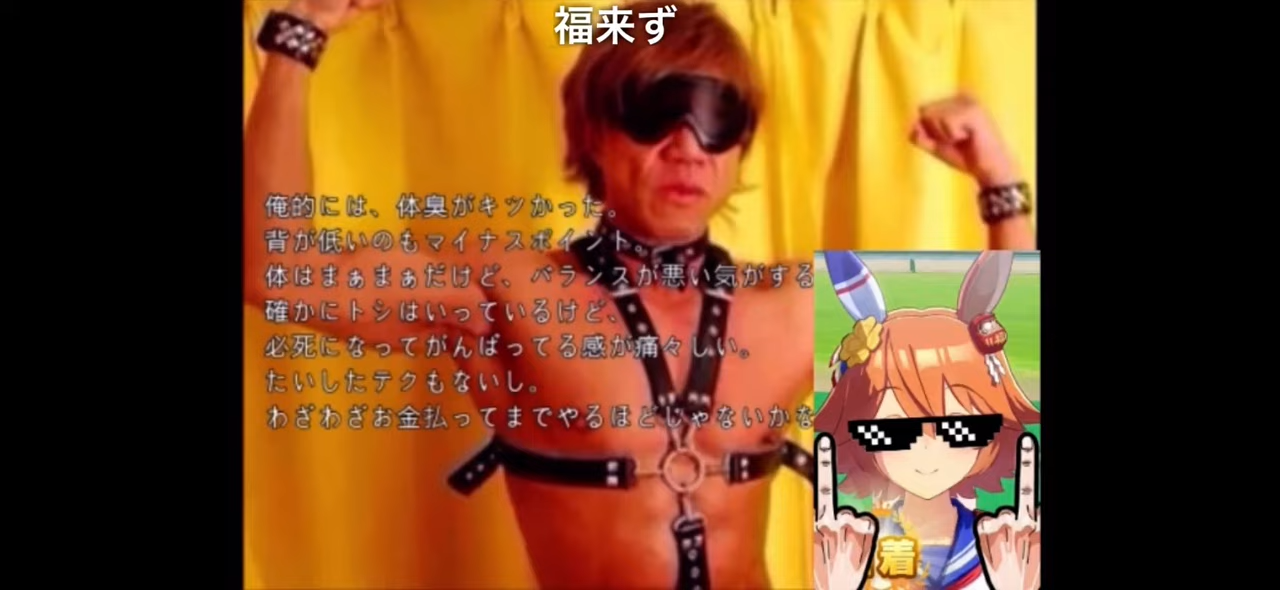 福来ず
俺的には、体臭がキツかった。
背が低いのもマイナスポイント。
体はまぁまぁだけど、バランスが悪い気がする
確かにトシはいっているけど、
必死になってがんばってる感が痛々しい。
たいしたテクもないし。
わざわざお金払ってまでやるほどじゃないかな
着